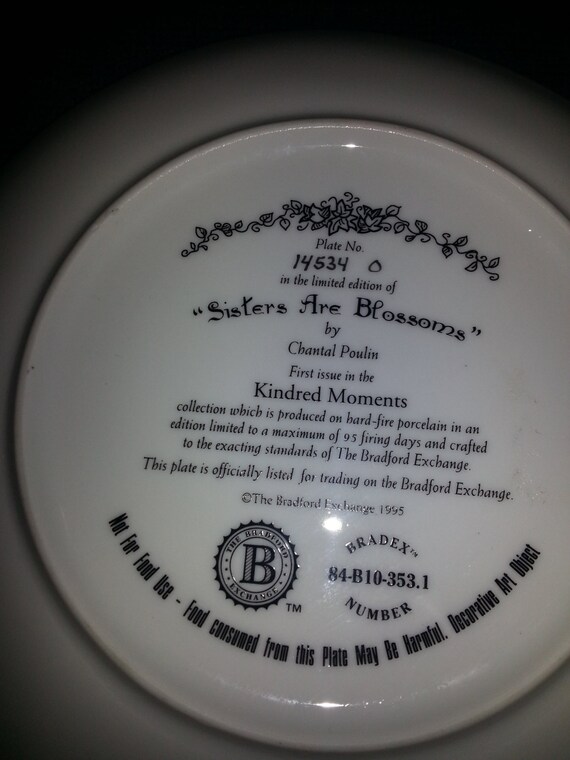 Plate No.
14534 O
in the limited edition of
"Sisters Are Blossoms"
by
Chantal Poulin
First issue in the
Kindred Moments
collection which is produced on hard-fire porcelain in an
edition limited to a maximum of 95 firing days and crafted
to the exacting standards of The Bradford Exchange.
This plate is officially listed for trading on the Bradford Exchange.
©The Bradford Exchange 1995
THE BRADFORD
B
EXCHANGE
TM
BRADEX™
84-B10-353.1
NUMBER
Not For Food Use - Food consumed from this Plate May Be Harmful. Decorative Art Object